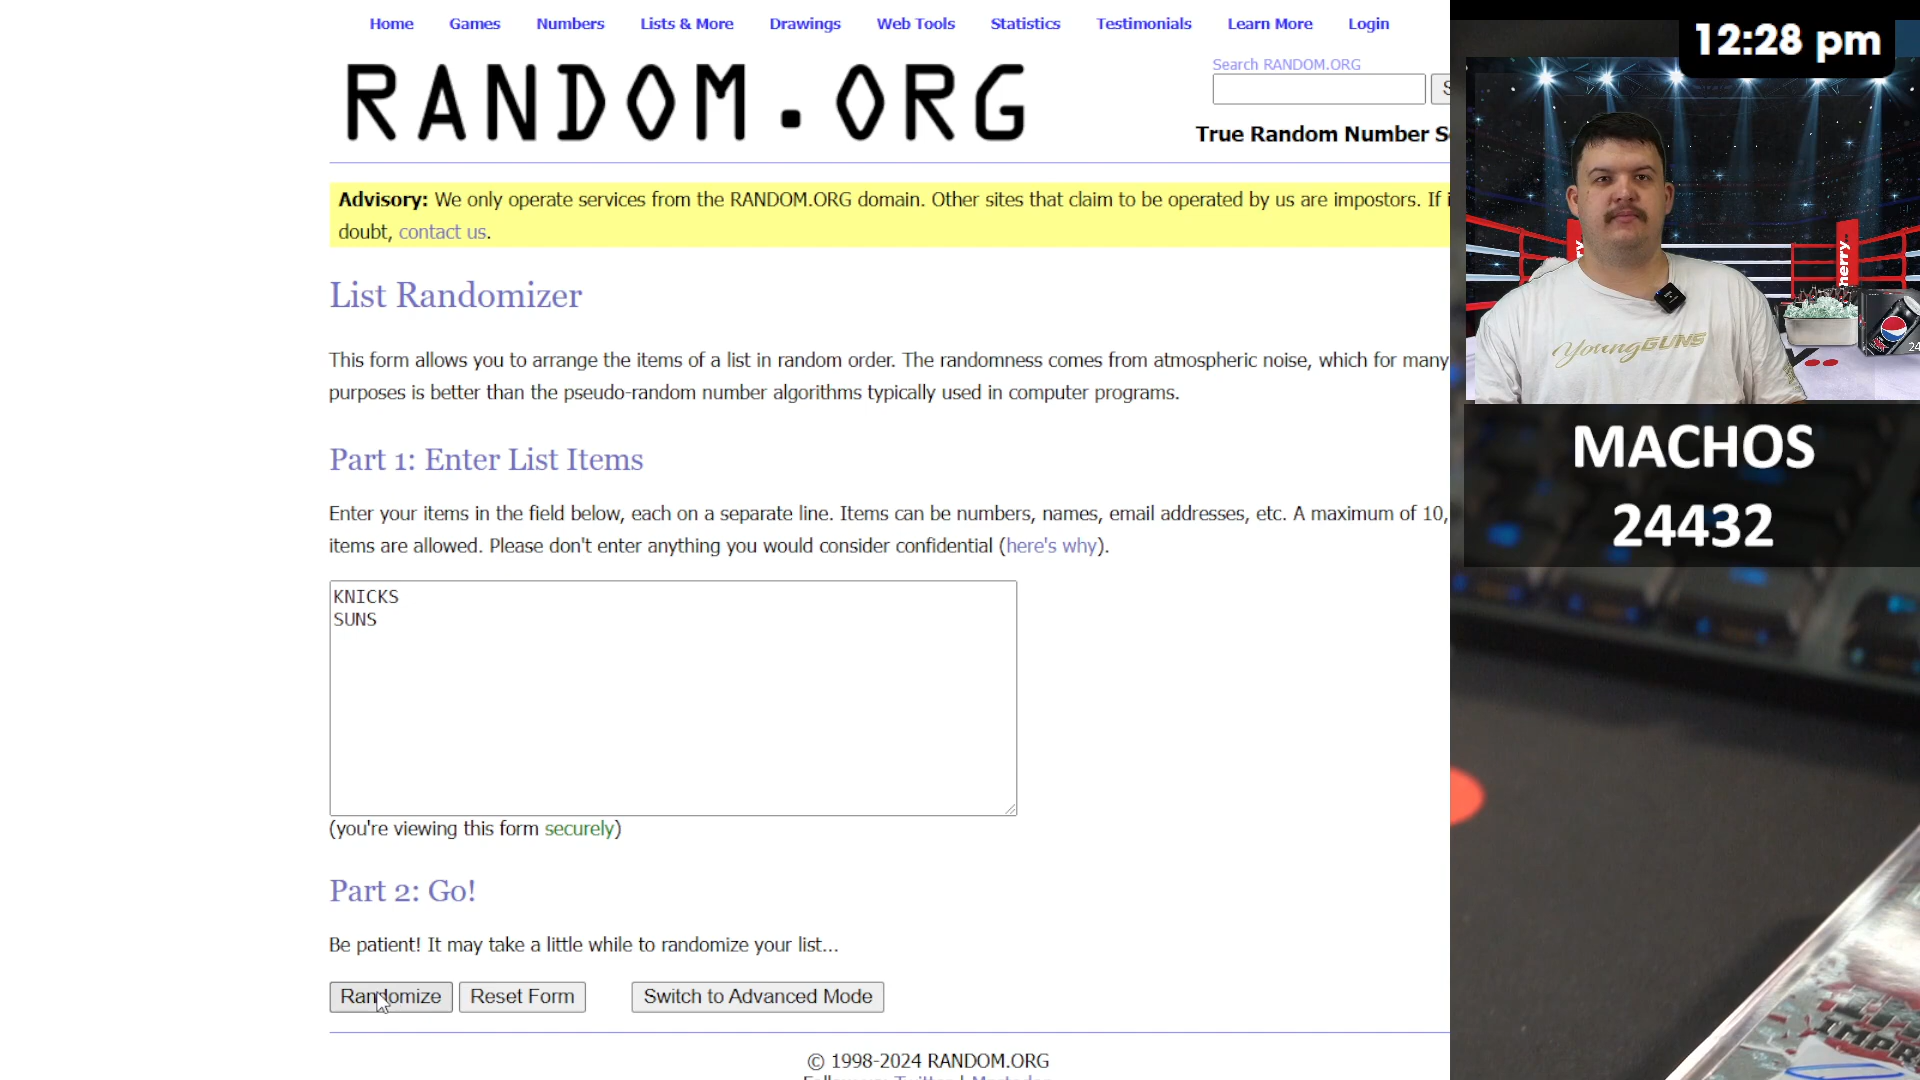 Home Games Numbers Lists & More Drawings Web Tools Statistics Testimonials Learn More Login
12:28 pm
RANDOM.ORG
Search RANDOM.ORG
S
True Random Number S
Advisory: We only operate services from the RANDOM.ORG domain. Other sites that claim to be operated by us are impostors. If i
doubt, contact us.
List Randomizer
This form allows you to arrange the items of a list in random order. The randomness comes from atmospheric noise, which for many
purposes is better than the pseudo-random number algorithms typically used in computer programs.
herry.
YoungGUNS
24
Part 1: Enter List Items
MACHOS
24432
Enter your items in the field below, each on a separate line. Items can be numbers, names, email addresses, etc. A maximum of 10,
items are allowed. Please don't enter anything you would consider confidential (here's why).
KNICKS
SUNS
(you're viewing this form securely)
Part 2: Go!
Be patient! It may take a little while to randomize your list...
Randomize Reset Form Switch to Advanced Mode
© 1998-2024 RANDOM.ORG